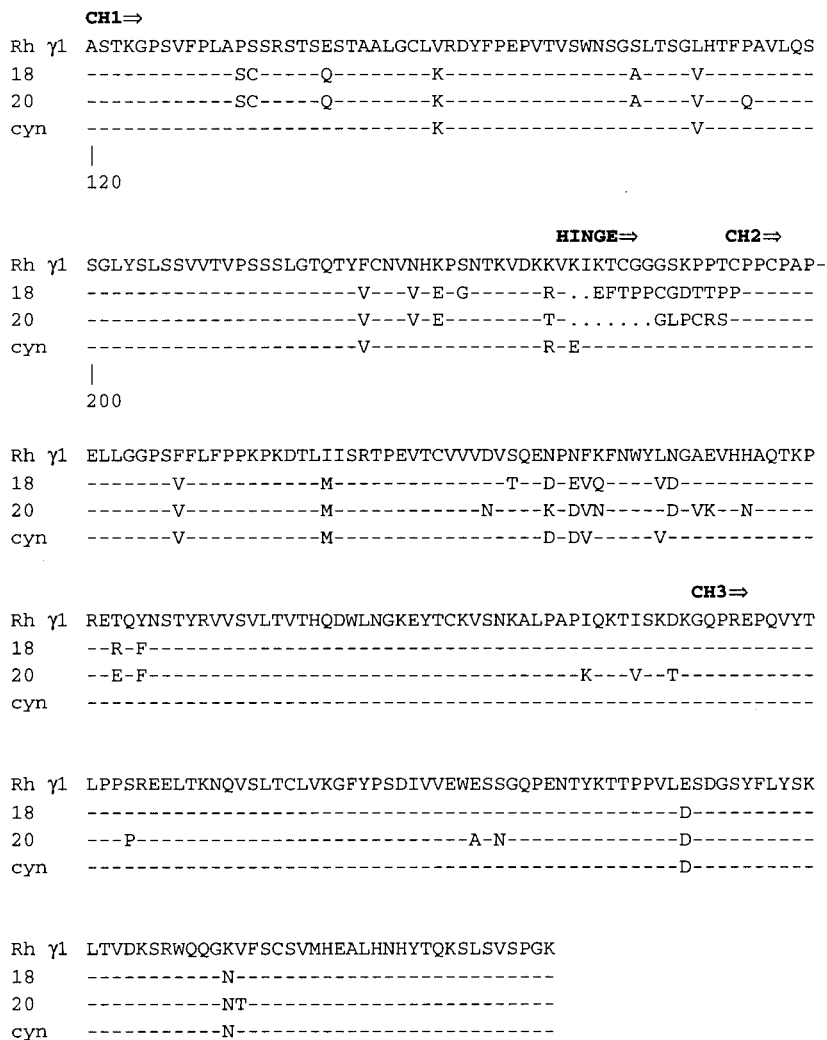 CH1⇒
Rh γ1 ASTKGPSVFPLAPSSRSTSESTAALGCLVRDYFPEPVTVSWNSGSLTSGLHTFPAVLQS
18 ------------SC-----Q---------K--------------A----V---------
20 ------------SC-----Q---------K--------------A----V---Q-----
cyn -----------------------------K-------------------V---------
|
120
HINGE⇒ CH2⇒
Rh γ1 SGLYSLSSVVTVPSSSLGTQTYFCNVNHKPSNTKVDKKVKIKTCGGGSKPPTCPPCPAP-
18 ----------------------V---V-E-G------R-..EFTPPCGDTTPP------
20 ----------------------V---V-E--------T-.......GLPCRS-------
cyn ----------------------V--------------R-E-------------------
|
200
Rh γ1 ELLGGPSFFLFPPKPKDTLIISRTPEVTCVVVDVSQENPNFKFNWYLNGAEVHHAQTKP
18 -------V-----------M--------------T--D-EVQ----VD-----------
20 -------V-----------M------------N----K-DVN-----D-VK--N-----
cyn -------V-----------M-----------------D-DV-----V------------
CH3⇒
Rh γ1 RETQYNSTYRVVSVLTVTHQDWLNGKEYTCKVSNKALPAPIQKTISKDKGQPREPQVYT
18 --R-F------------------------------------------------------
20 --E-F-----------------------------------K---V--T-----------
cyn -----------------------------------------------------------
Rh γ1 LPPSREELTKNQVSLTCLVKGFYPSDIVVEWESSGQPENTYKTTPPVLESDGSYFLYSK
18 ------------------------------------------------D----------
20 ---P---------------------------A-N--------------D----------
cyn ------------------------------------------------D----------
Rh γ1 LTVDKSRWQQGKVFSCSVMHEALHNHYTQKSLSVSPGK
18 -----------N--------------------------
20 -----------NT-------------------------
cyn -----------N--------------------------